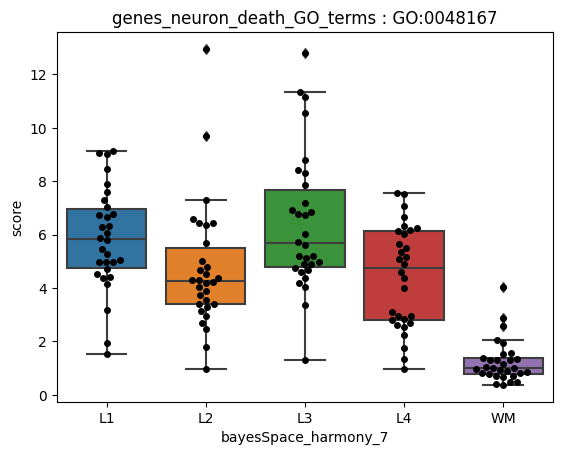 genes_neuron_death_GO_terms : GO:0048167
score
12
10
8
6
4
2
0
L1 L2 L3 L4 WM
bayesSpace_harmony_7